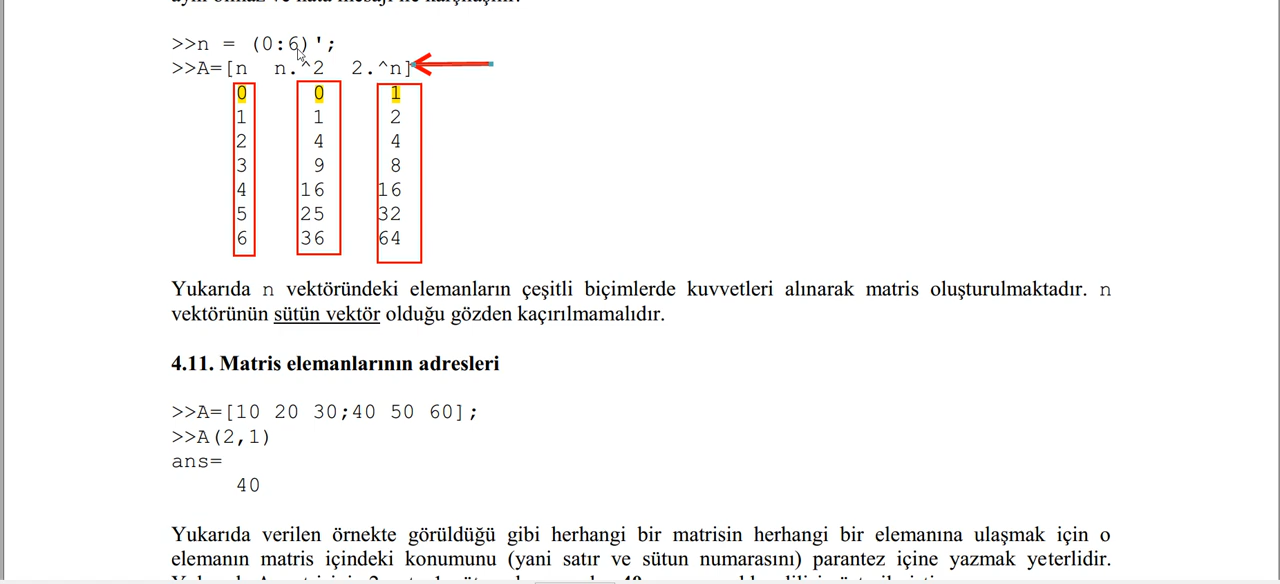 >>n = (0:6)';
>>A=[n n.^2 2.^n]
0 0 1
1 1 2
2 4 4
3 9 8
4 16 16
5 25 32
6 36 64
Yukarıda n vektöründeki elemanların çeşitli biçimlerde kuvvetleri alınarak matris oluşturulmaktadır. n
vektörünün sütün vektör olduğu gözden kaçırılmamalıdır.
4.11. Matris elemanlarının adresleri
>>A=[10 20 30;40 50 60];
>>A(2,1)
ans=
40
Yukarıda verilen örnekte görüldüğü gibi herhangi bir matrisin herhangi bir elemanına ulaşmak için o
elemanın matris içindeki konumunu (yani satır ve sütun numarasını) parantez içine yazmak yeterlidir.